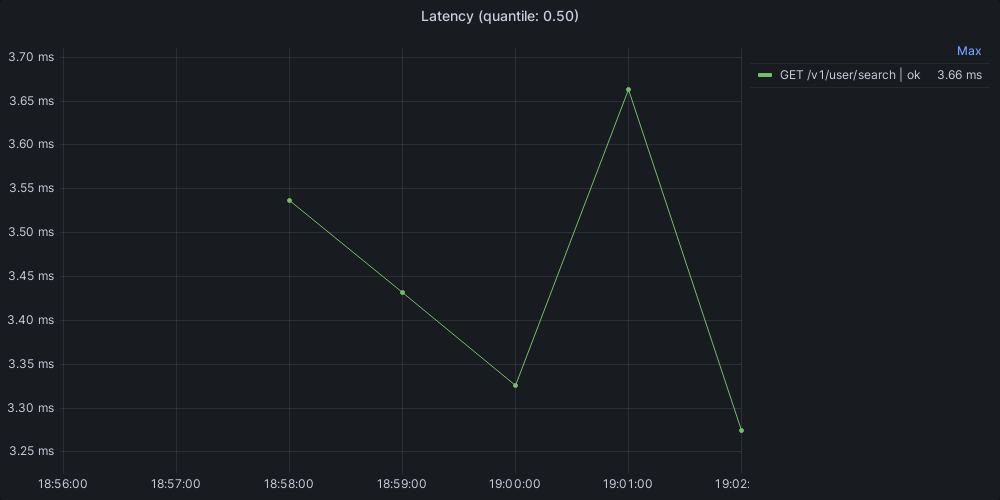 Latency (quantile: 0.50)
Max
GET /v1/user/search | ok 3.66 ms
3.70 ms
3.65 ms
3.60 ms
3.55 ms
3.50 ms
3.45 ms
3.40 ms
3.35 ms
3.30 ms
3.25 ms
18:56:00 18:57:00 18:58:00 18:59:00 19:00:00 19:01:00 19:02: